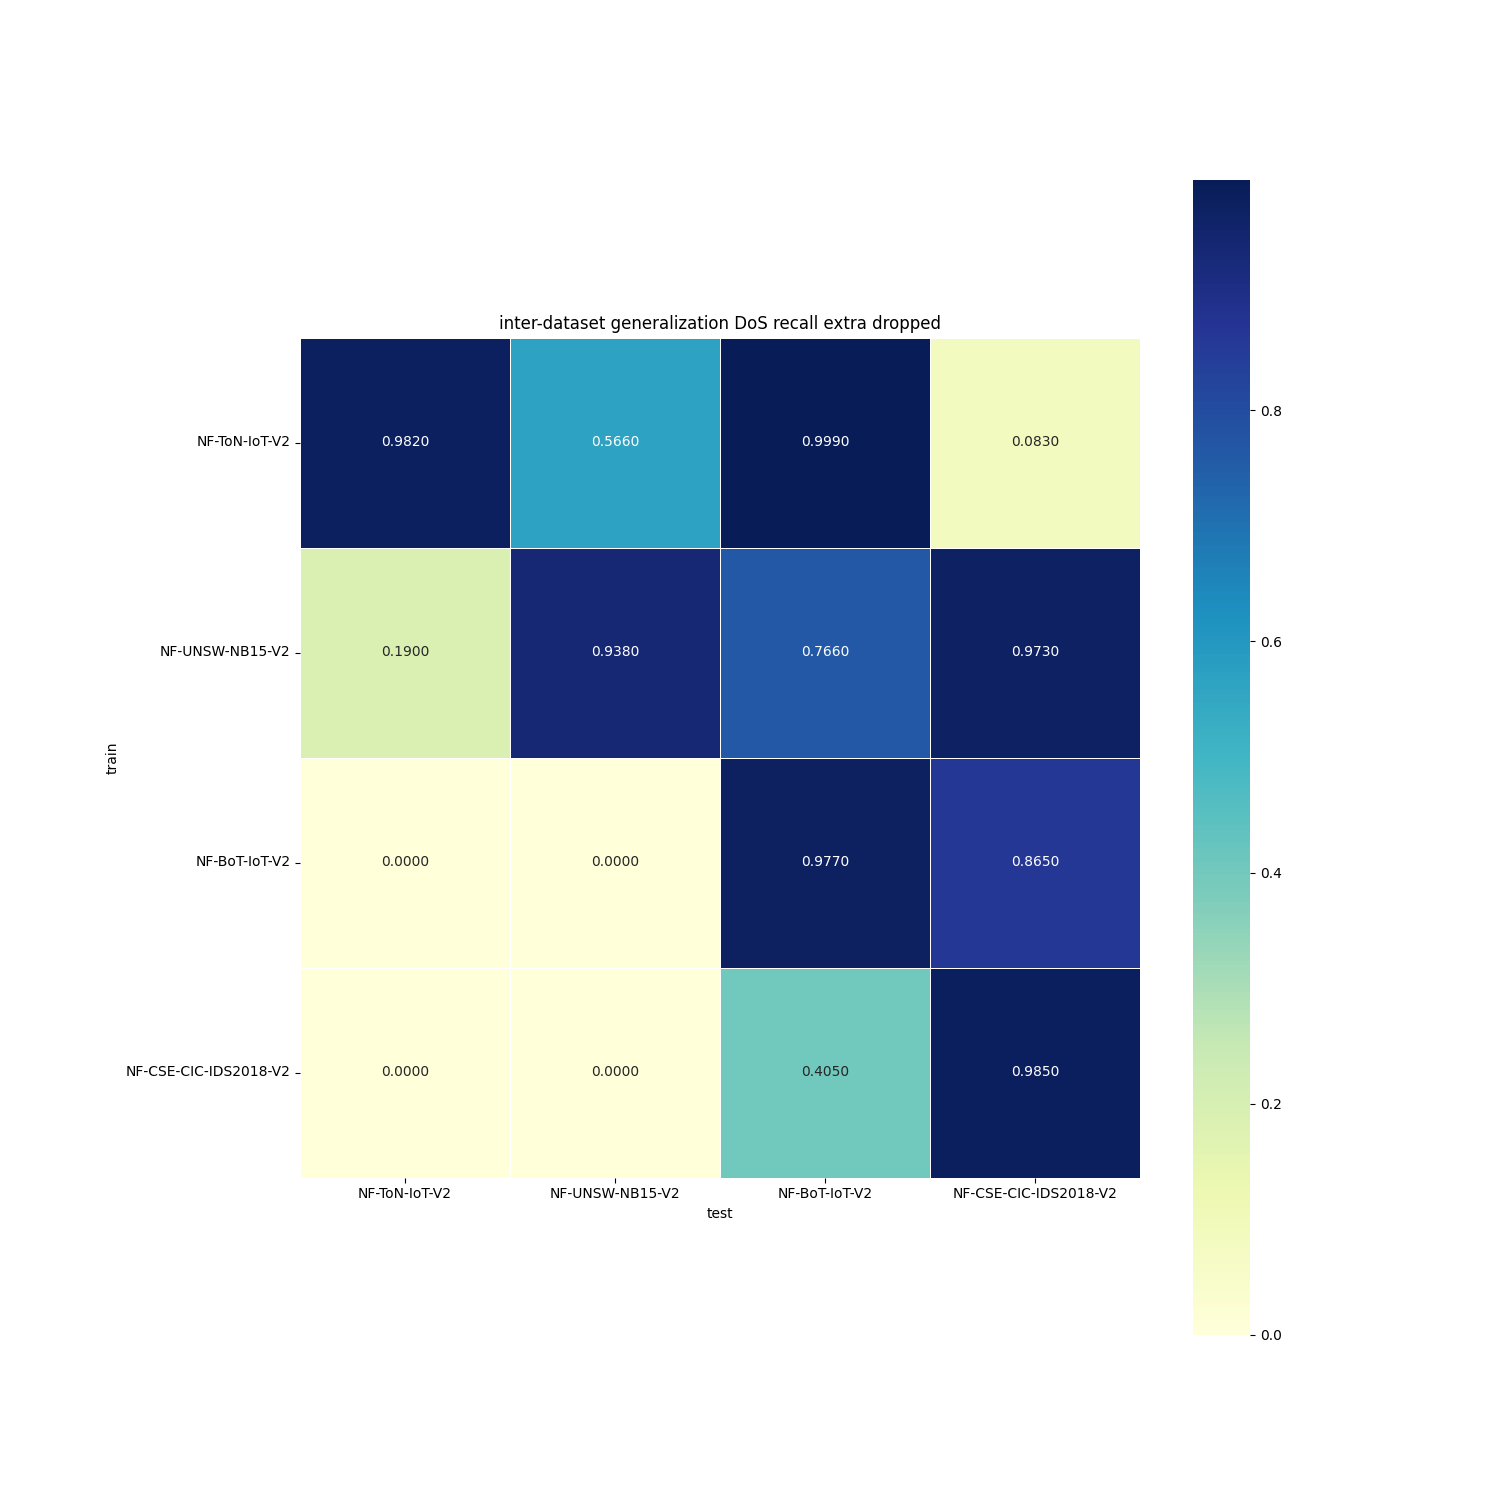 inter-dataset generalization DoS recall extra dropped
train
NF-ToN-IoT-V2 0.9820 0.5660 0.9990 0.0830
NF-UNSW-NB15-V2 0.1900 0.9380 0.7660 0.9730
NF-BoT-IoT-V2 0.0000 0.0000 0.9770 0.8650
NF-CSE-CIC-IDS2018-V2 0.0000 0.0000 0.4050 0.9850
NF-ToN-IoT-V2 NF-UNSW-NB15-V2 NF-BoT-IoT-V2 NF-CSE-CIC-IDS2018-V2
test
0.8
0.6
0.4
0.2
0.0